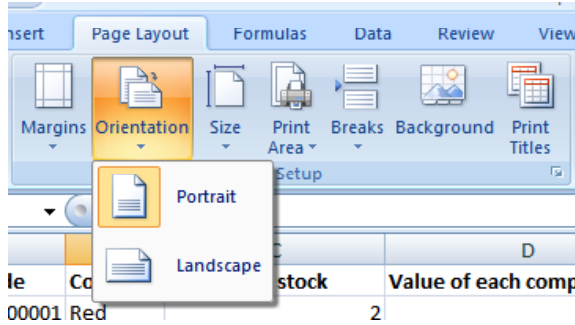 nsert Page Layout Formulas Data Review View
Margins Orientation Size Print Area Breaks Background Print Titles
Setup
Portrait
Landscape
C D
de Co stock Value of each comp
00001 Red 2